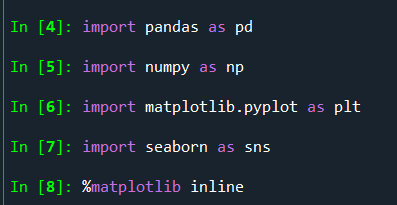 In [4]: import pandas as pd
In [5]: import numpy as np
In [6]: import matplotlib.pyplot as plt
In [7]: import seaborn as sns
In [8]: %matplotlib inline